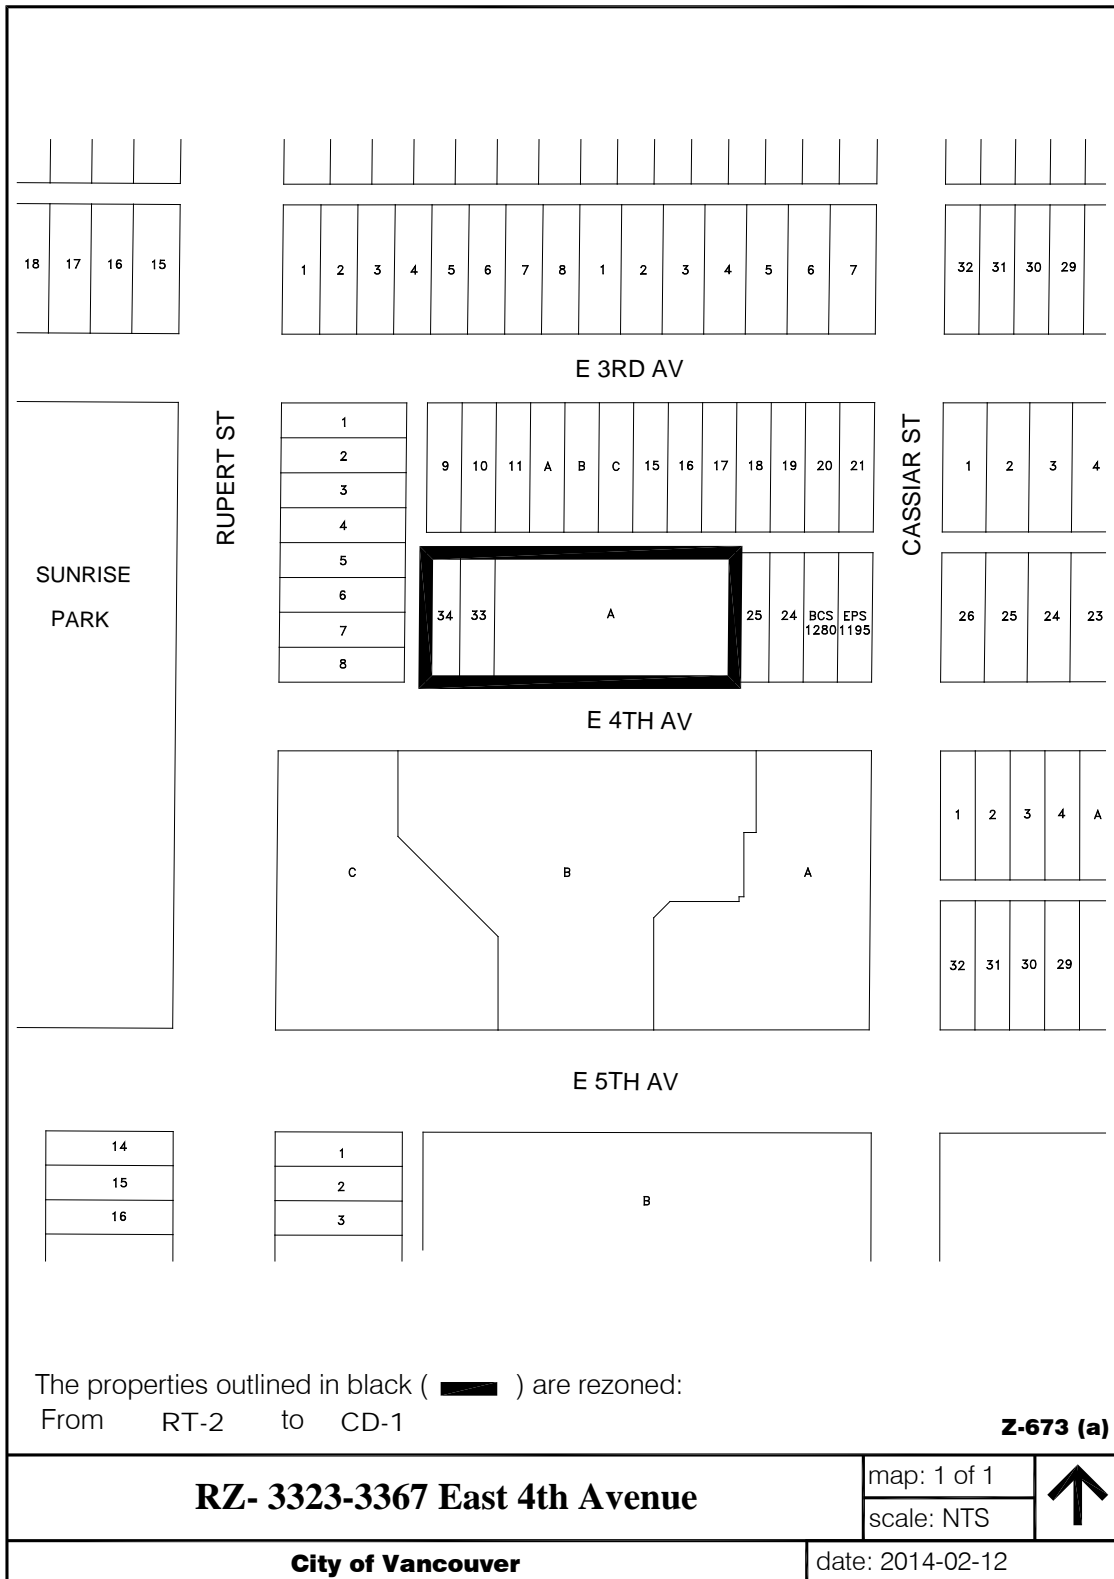 18 17 16 15 1 2 3 4 5 6 7 8 1 2 3 4 5 6 7 32 31 30 29
E 3RD AV
RUPERT ST
CASSIAR ST
SUNRISE
PARK
1
2
3
4
5
6
7
8
9 10 11 A B C 15 16 17 18 19 20 21
1 2 3 4
34 33 A 25 24 BCS EPS
1280 1195
26 25 24 23
E 4TH AV
C B A
1 2 3 4 A
32 31 30 29
E 5TH AV
14
15
16
1
2
3
B
The properties outlined in black ( ) are rezoned:
From RT-2 to CD-1
Z-673 (a)
RZ- 3323-3367 East 4th Avenue
map: 1 of 1
scale: NTS
City of Vancouver
date: 2014-02-12